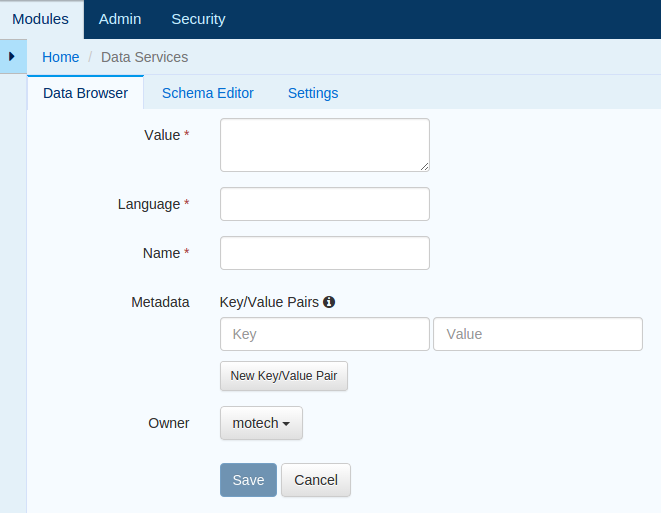 Modules Admin Security
Home / Data Services
Data Browser Schema Editor Settings
Value *
Language *
Name *
Metadata Key/Value Pairs
Key Value
New Key/Value Pair
Owner motech
Save Cancel